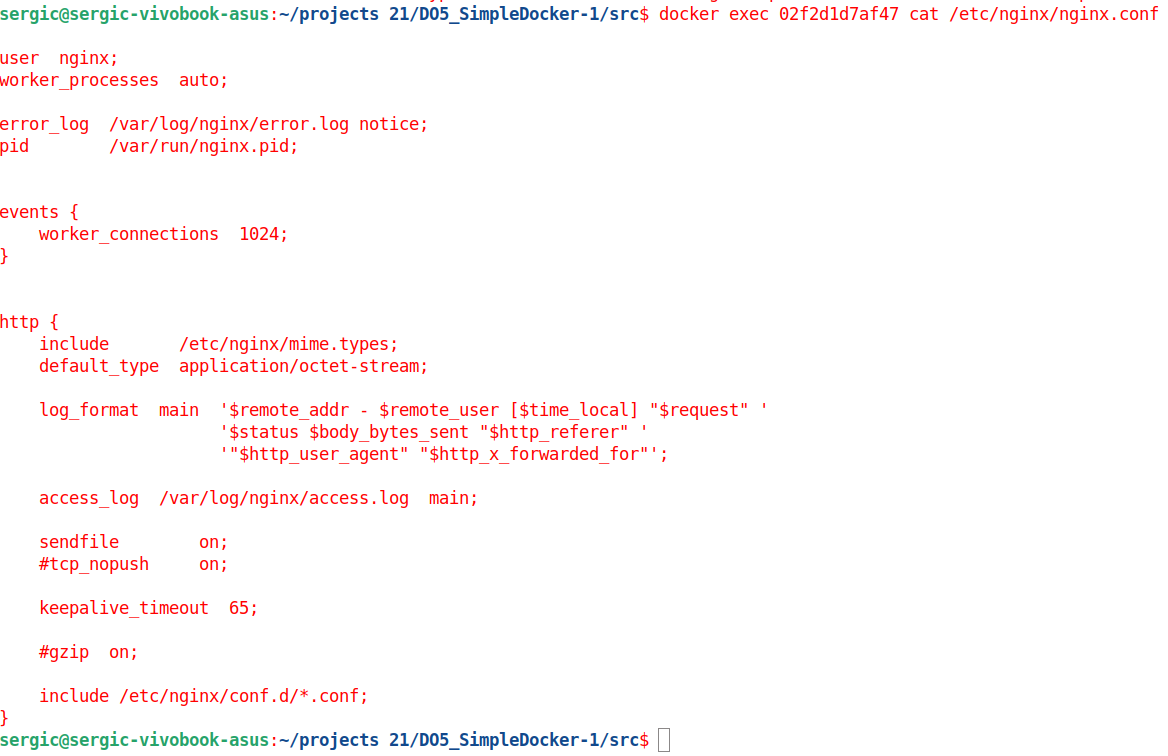 sergic@sergic-vivobook-asus:~/projects 21/DO5_SimpleDocker-1/src$ docker exec 02f2d1d7af47 cat /etc/nginx/nginx.conf
user  nginx;
worker_processes  auto;
error_log  /var/log/nginx/error.log notice;
pid        /var/run/nginx.pid;
events {
    worker_connections  1024;
}
http {
    include       /etc/nginx/mime.types;
    default_type  application/octet-stream;
    log_format  main  '$remote_addr - $remote_user [$time_local] "$request" '
                      '$status $body_bytes_sent "$http_referer" '
                      '"$http_user_agent" "$http_x_forwarded_for"';
    access_log  /var/log/nginx/access.log  main;
    sendfile        on;
    #tcp_nopush     on;
    keepalive_timeout  65;
    #gzip  on;
    include /etc/nginx/conf.d/*.conf;
}
sergic@sergic-vivobook-asus:~/projects 21/DO5_SimpleDocker-1/src$